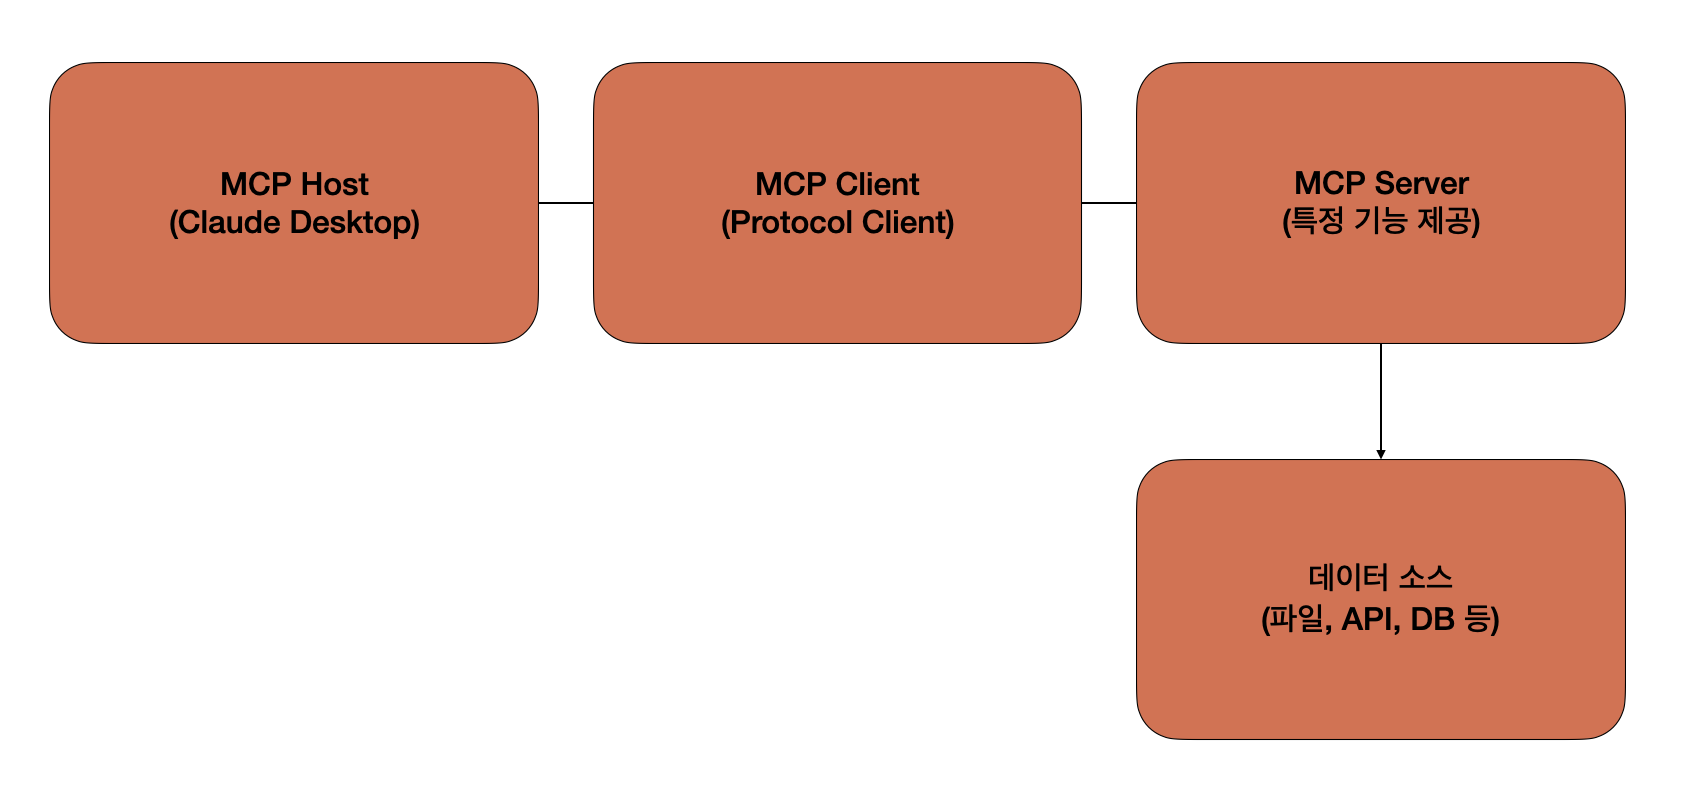 MCP Host
(Claude Desktop)
MCP Client
(Protocol Client)
MCP Server
(특정 기능 제공)
데이터 소스
(파일, API, DB 등)